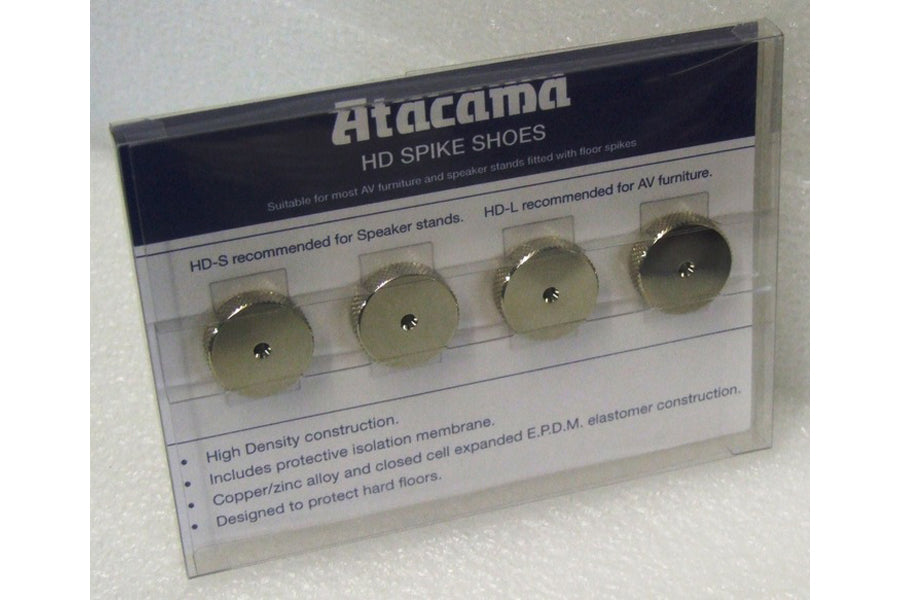 Atacama
HD SPIKE SHOES
Suitable for most AV furniture and speaker stands fitted with floor spikes
HD-S recommended for Speaker stands. HD-L recommended for AV furniture.
• High Density construction.
• Includes protective isolation membrane.
• Copper/zinc alloy and closed cell expanded E.P.D.M. elastomer construction.
• Designed to protect hard floors.